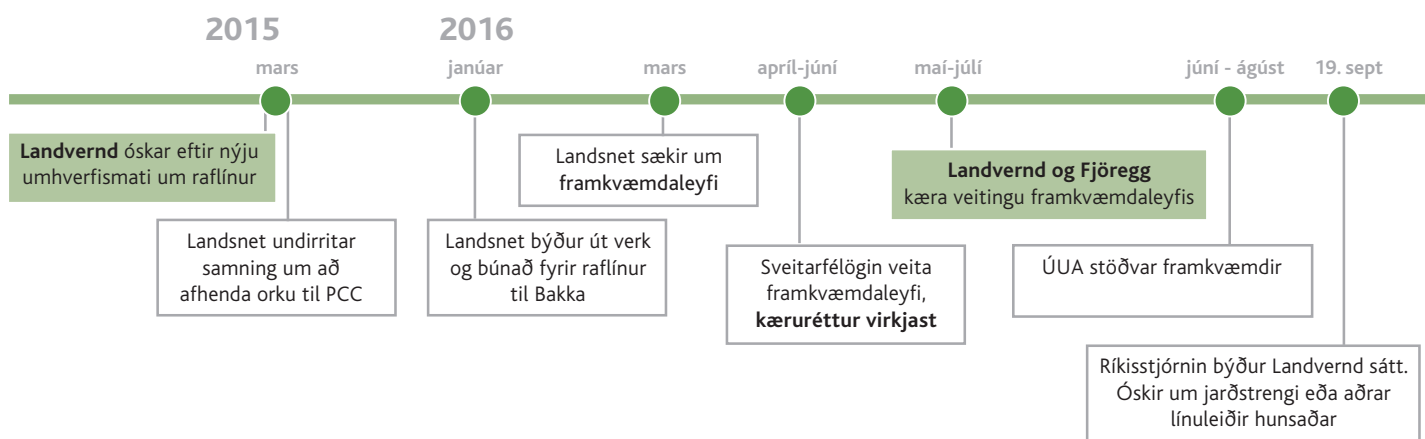 2015
2016
mars
janúar
mars
apríl-júní
maí-júlí
júní - ágúst
19. sept
Landvernd óskar eftir nýju
umhverfismati um raflínur
Landsnet undirritar
samning um að
afhenda orku til PCC
Landsnet býður út verk
og búnað fyrir raflínur
til Bakka
Landsnet sækir um
framkvæmdaleyfi
Sveitarfélögin veita
framkvæmdaleyfi,
kæruréttur virkjast
Landvernd og Fjöregg
kæra veitingu framkvæmdaleyfis
ÚUA stöðvar framkvæmdir
Ríkisstjórnin býður Landvernd sátt.
Óskir um jarðstrengi eða aðrar
línuleiðir hunsaðar